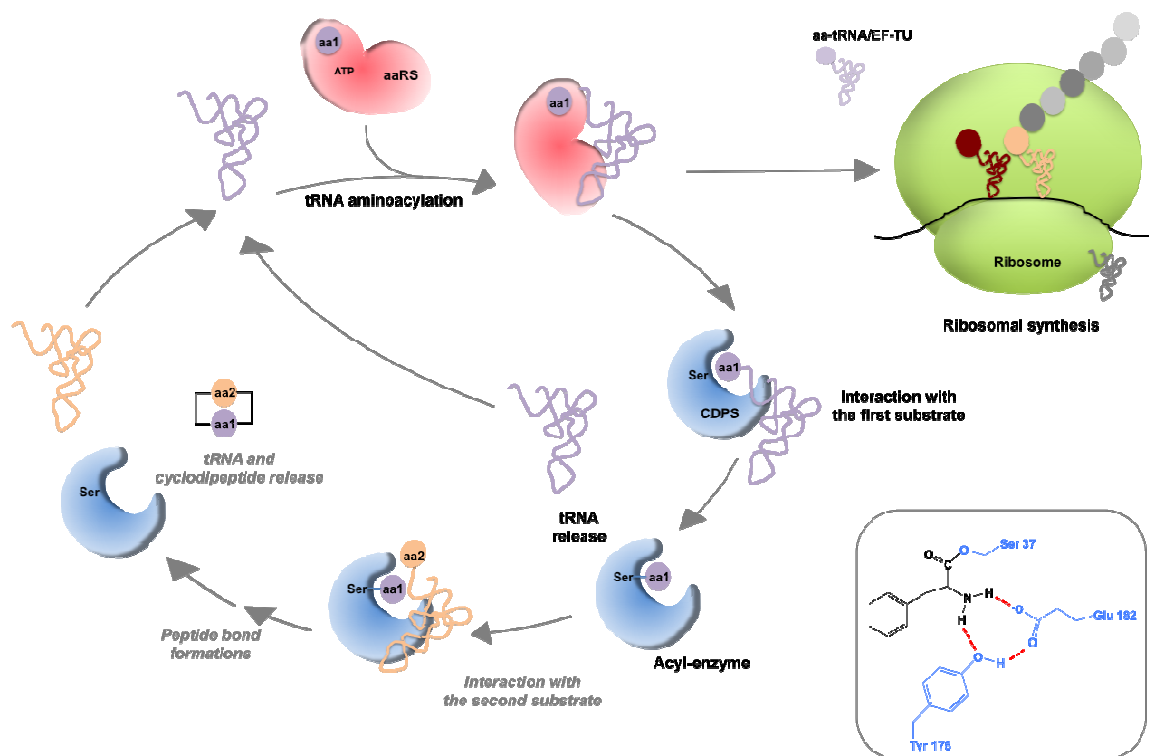 aa1
ATP
aaRS
tRNA aminoacylation
aa1
aa-tRNA/EF-TU
Ribosome
Ribosomal synthesis
Ser
aa1
CDPS
Interaction with
the first substrate
tRNA
release
Ser
aa1
Acyl-enzyme
aa2
Ser
aa1
Interaction with
the second substrate
Peptide bond
formations
Ser
aa2
aa1
tRNA and
cyclodipeptide release
O
O
Ser 37
N
H
H
O
O
Glu 182
O
H
Tyr 178